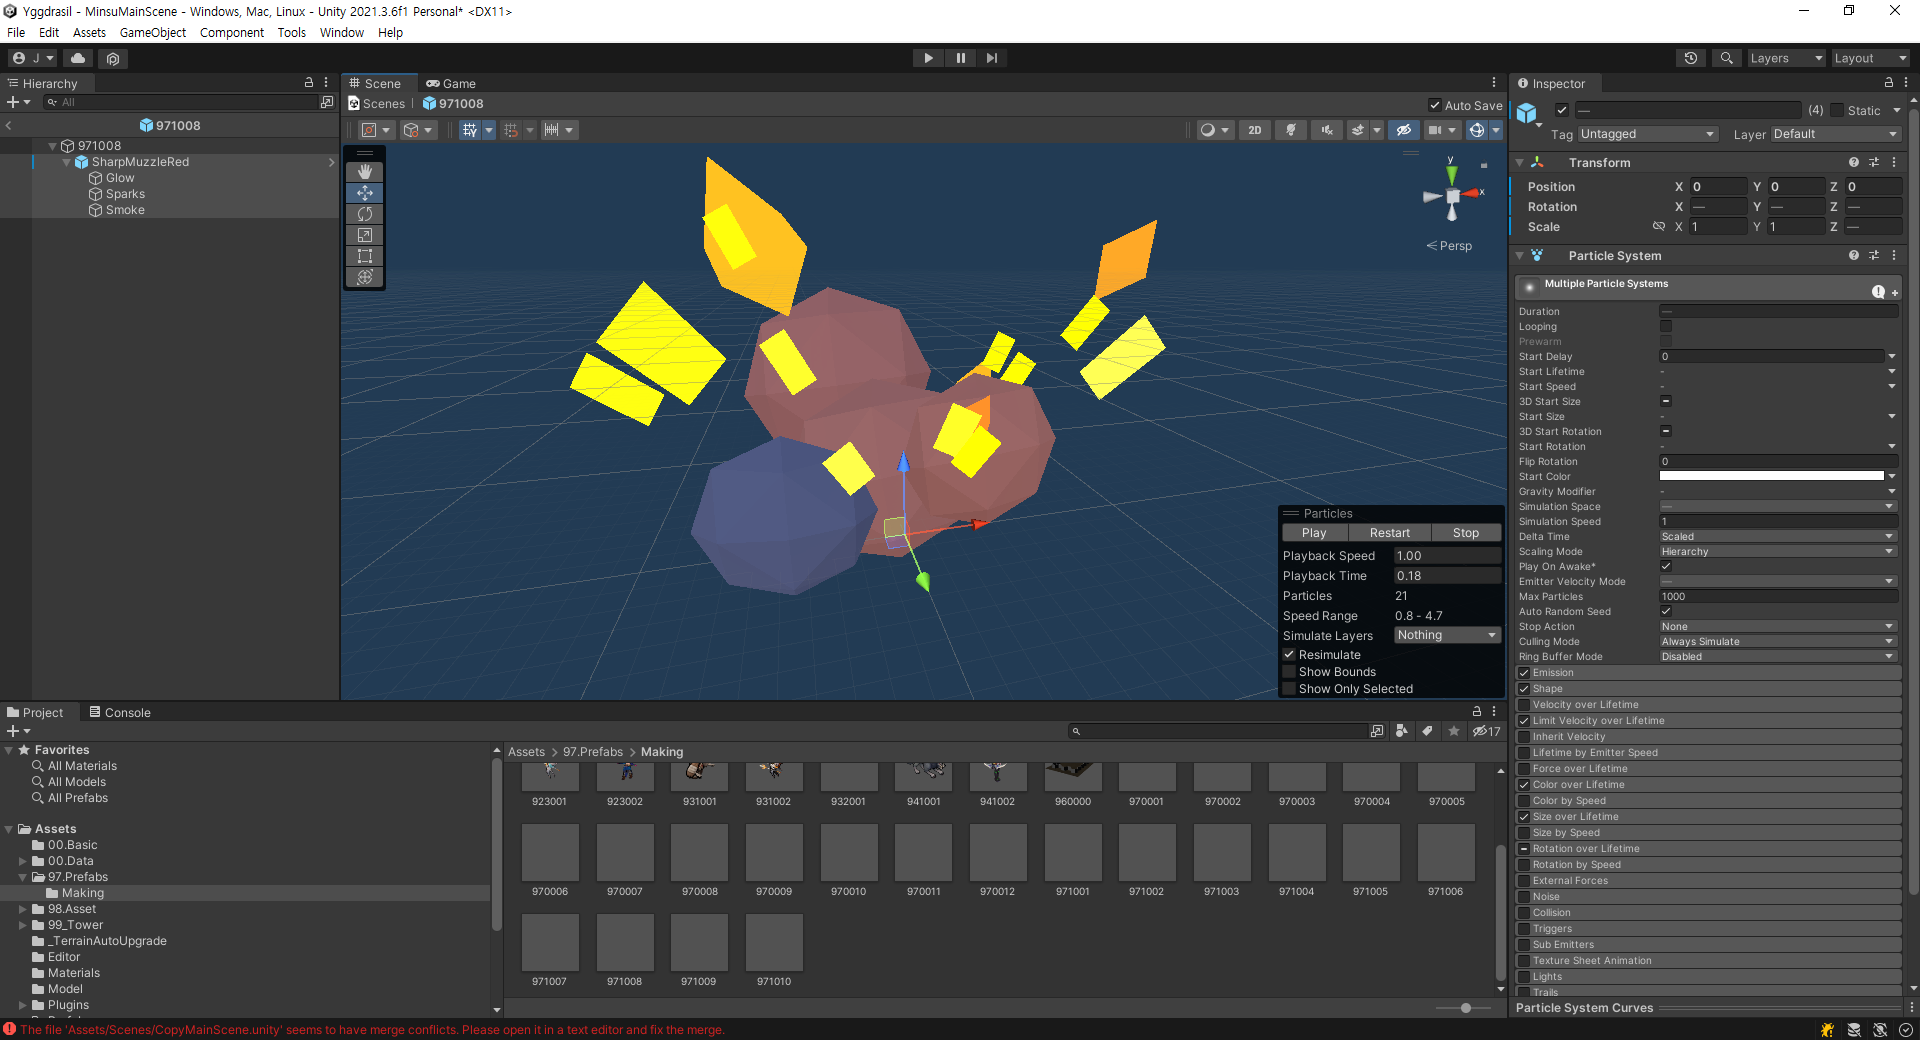 Yggdrasil - MinsuMainScene - Windows, Mac, Linux - Unity 2021.3.6f1 Personal* <DX11>
File Edit Assets GameObject Component Tools Window Help
J
Layers Layout
Hierarchy
All
971008
971008
SharpMuzzleRed
Glow
Sparks
Smoke
Scene Game
Scenes 971008
Auto Save
2D
y
x
Persp
Particles
Play Restart Stop
Playback Speed 1.00
Playback Time 0.18
Particles 21
Speed Range 0.8 - 4.7
Simulate Layers Nothing
Resimulate
Show Bounds
Show Only Selected
Inspector
— (4) Static
Tag Untagged Layer Default
Transform
Position X 0 Y 0 Z 0
Rotation X — Y — Z —
Scale X 1 Y 1 Z —
Particle System
Multiple Particle Systems
Duration —
Looping
Prewarm
Start Delay 0
Start Lifetime -
Start Speed -
3D Start Size
Start Size -
3D Start Rotation
Start Rotation -
Flip Rotation 0
Start Color
Gravity Modifier -
Simulation Space —
Simulation Speed 1
Delta Time Scaled
Scaling Mode Hierarchy
Play On Awake*
Emitter Velocity Mode —
Max Particles 1000
Auto Random Seed
Stop Action None
Culling Mode Always Simulate
Ring Buffer Mode Disabled
Emission
Shape
Velocity over Lifetime
Limit Velocity over Lifetime
Inherit Velocity
Lifetime by Emitter Speed
Force over Lifetime
Color over Lifetime
Color by Speed
Size over Lifetime
Size by Speed
Rotation over Lifetime
Rotation by Speed
External Forces
Noise
Collision
Triggers
Sub Emitters
Texture Sheet Animation
Lights
Trails
Particle System Curves
Project Console
17
Favorites
All Materials
All Models
All Prefabs
Assets
00.Basic
00.Data
97.Prefabs
Making
98.Asset
99_Tower
_TerrainAutoUpgrade
Editor
Materials
Model
Plugins
Assets > 97.Prefabs > Making
923001 923002 931001 931002 932001 941001 941002 960000 970001 970002 970003 970004 970005
970006 970007 970008 970009 970010 970011 970012 971001 971002 971003 971004 971005 971006
971007 971008 971009 971010
The file 'Assets/Scenes/CopyMainScene.unity' seems to have merge conflicts. Please open it in a text editor and fix the merge.